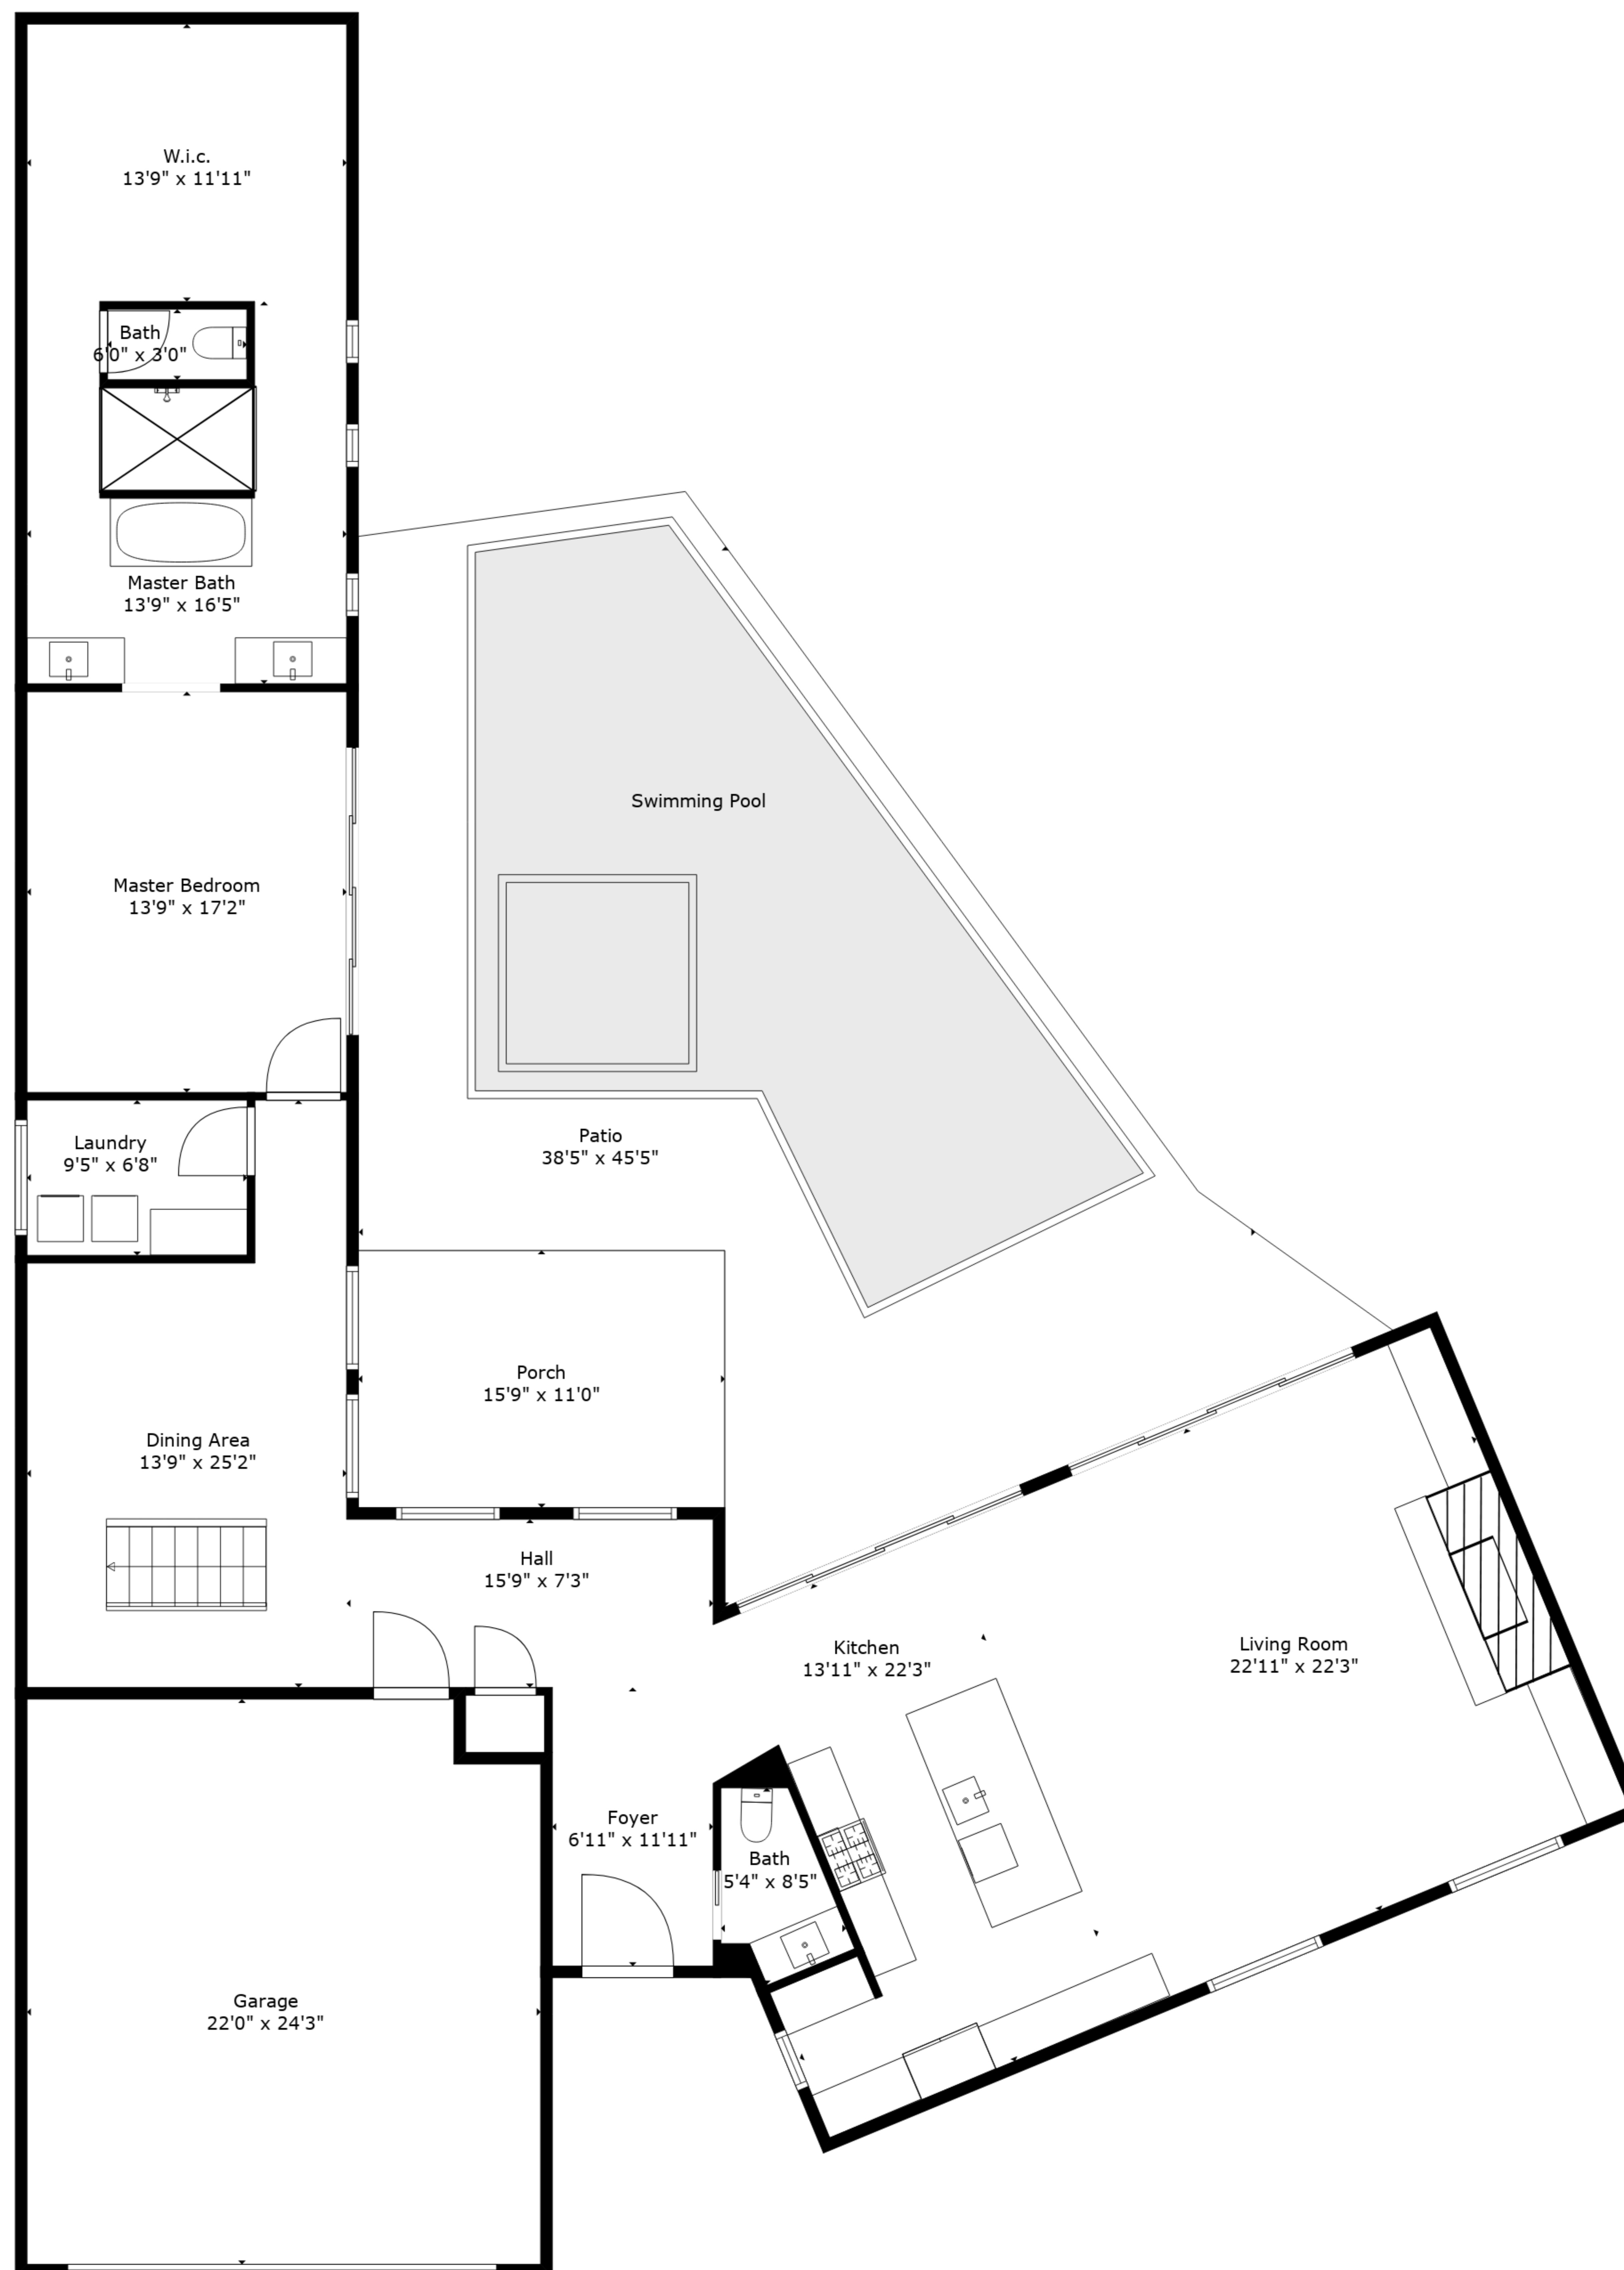 W.i.c.
13'9" x 11'11"
Bath
6'0" x 3'0"
Master Bath
13'9" x 16'5"
Swimming Pool
Master Bedroom
13'9" x 17'2"
Laundry
9'5" x 6'8"
Patio
38'5" x 45'5"
Porch
15'9" x 11'0"
Dining Area
13'9" x 25'2"
Hall
15'9" x 7'3"
Kitchen
13'11" x 22'3"
Living Room
22'11" x 22'3"
Foyer
6'11" x 11'11"
Bath
5'4" x 8'5"
Garage
22'0" x 24'3"